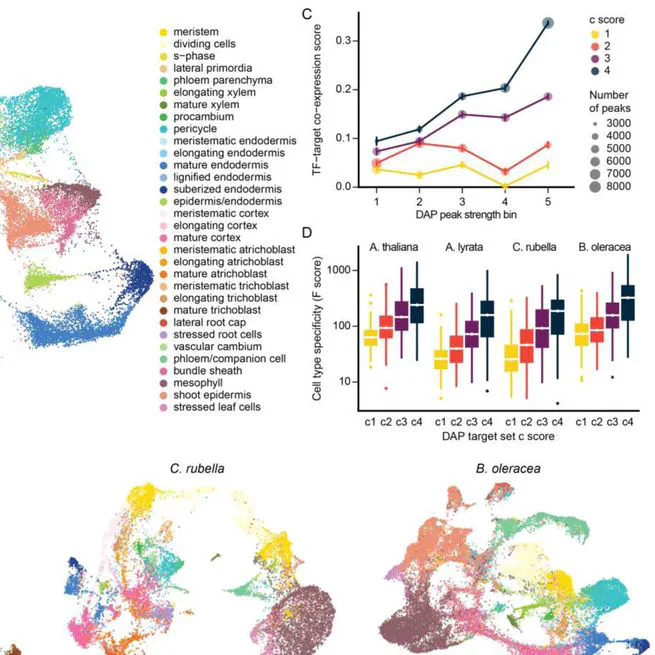 meristem
dividing cells
s-phase
lateral primordia
phloem parenchyma
elongating xylem
mature xylem
procambium
pericycle
meristematic endodermis
elongating endodermis
mature endodermis
lignified endodermis
suberized endodermis
epidermis/endodermis
meristematic cortex
elongating cortex
mature cortex
meristematic atrichoblast
elongating atrichoblast
mature atrichoblast
meristematic trichoblast
elongating trichoblast
mature trichoblast
lateral root cap
stressed root cells
vascular cambium
phloem/companion cell
bundle sheath
mesophyll
shoot epidermis
stressed leaf cells
C
TF-target co-expression score
0.3
0.2
0.1
0.0
1 2 3 4 5
DAP peak strength bin
c score
1
2
3
4
Number
of peaks
3000
4000
5000
6000
7000
8000
D
A. thaliana A. lyrata C. rubella B. oleracea
Cell type specificity (F score)
1000
100
10
c1 c2 c3 c4 c1 c2 c3 c4 c1 c2 c3 c4 c1 c2 c3 c4
DAP target set c score
C. rubella
B. oleracea